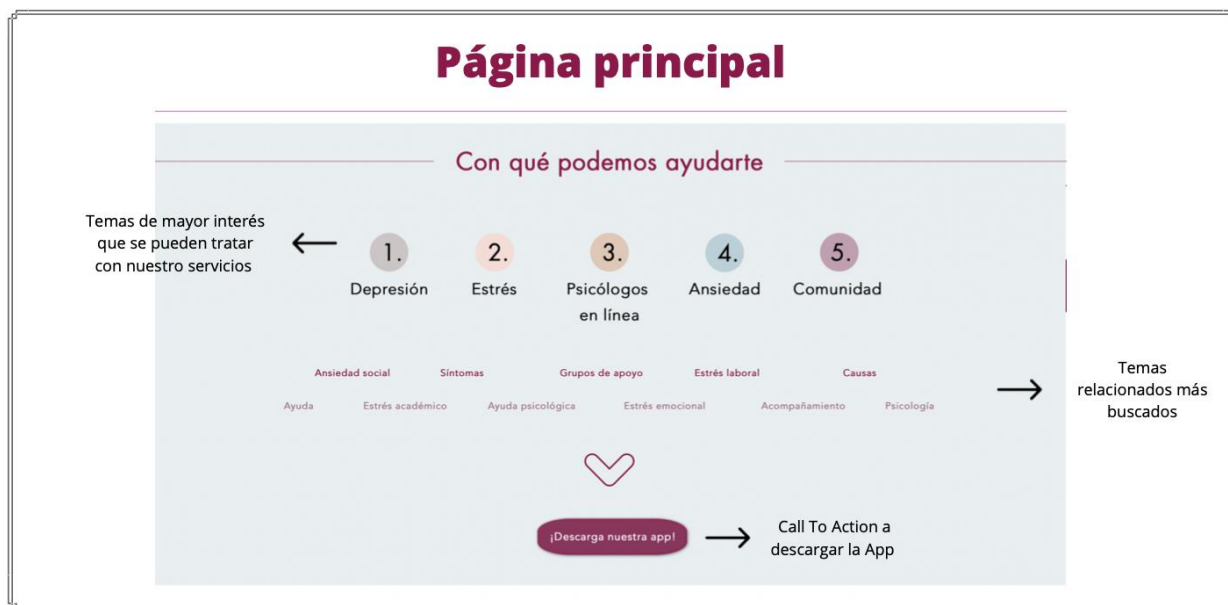 Página principal
Con qué podemos ayudarte
Temas de mayor interés
que se pueden tratar
con nuestro servicios
1.
2.
3.
4.
5.
Depresión
Estrés
Psicólogos
en línea
Ansiedad
Comunidad
Ansiedad social
Síntomas
Grupos de apoyo
Estrés laboral
Causas
Ayuda
Estrés académico
Ayuda psicológica
Estrés emocional
Acompañamiento
Psicología
Temas
relacionados más
buscados
¡Descarga nuestra app!
Call To Action a
descargar la App